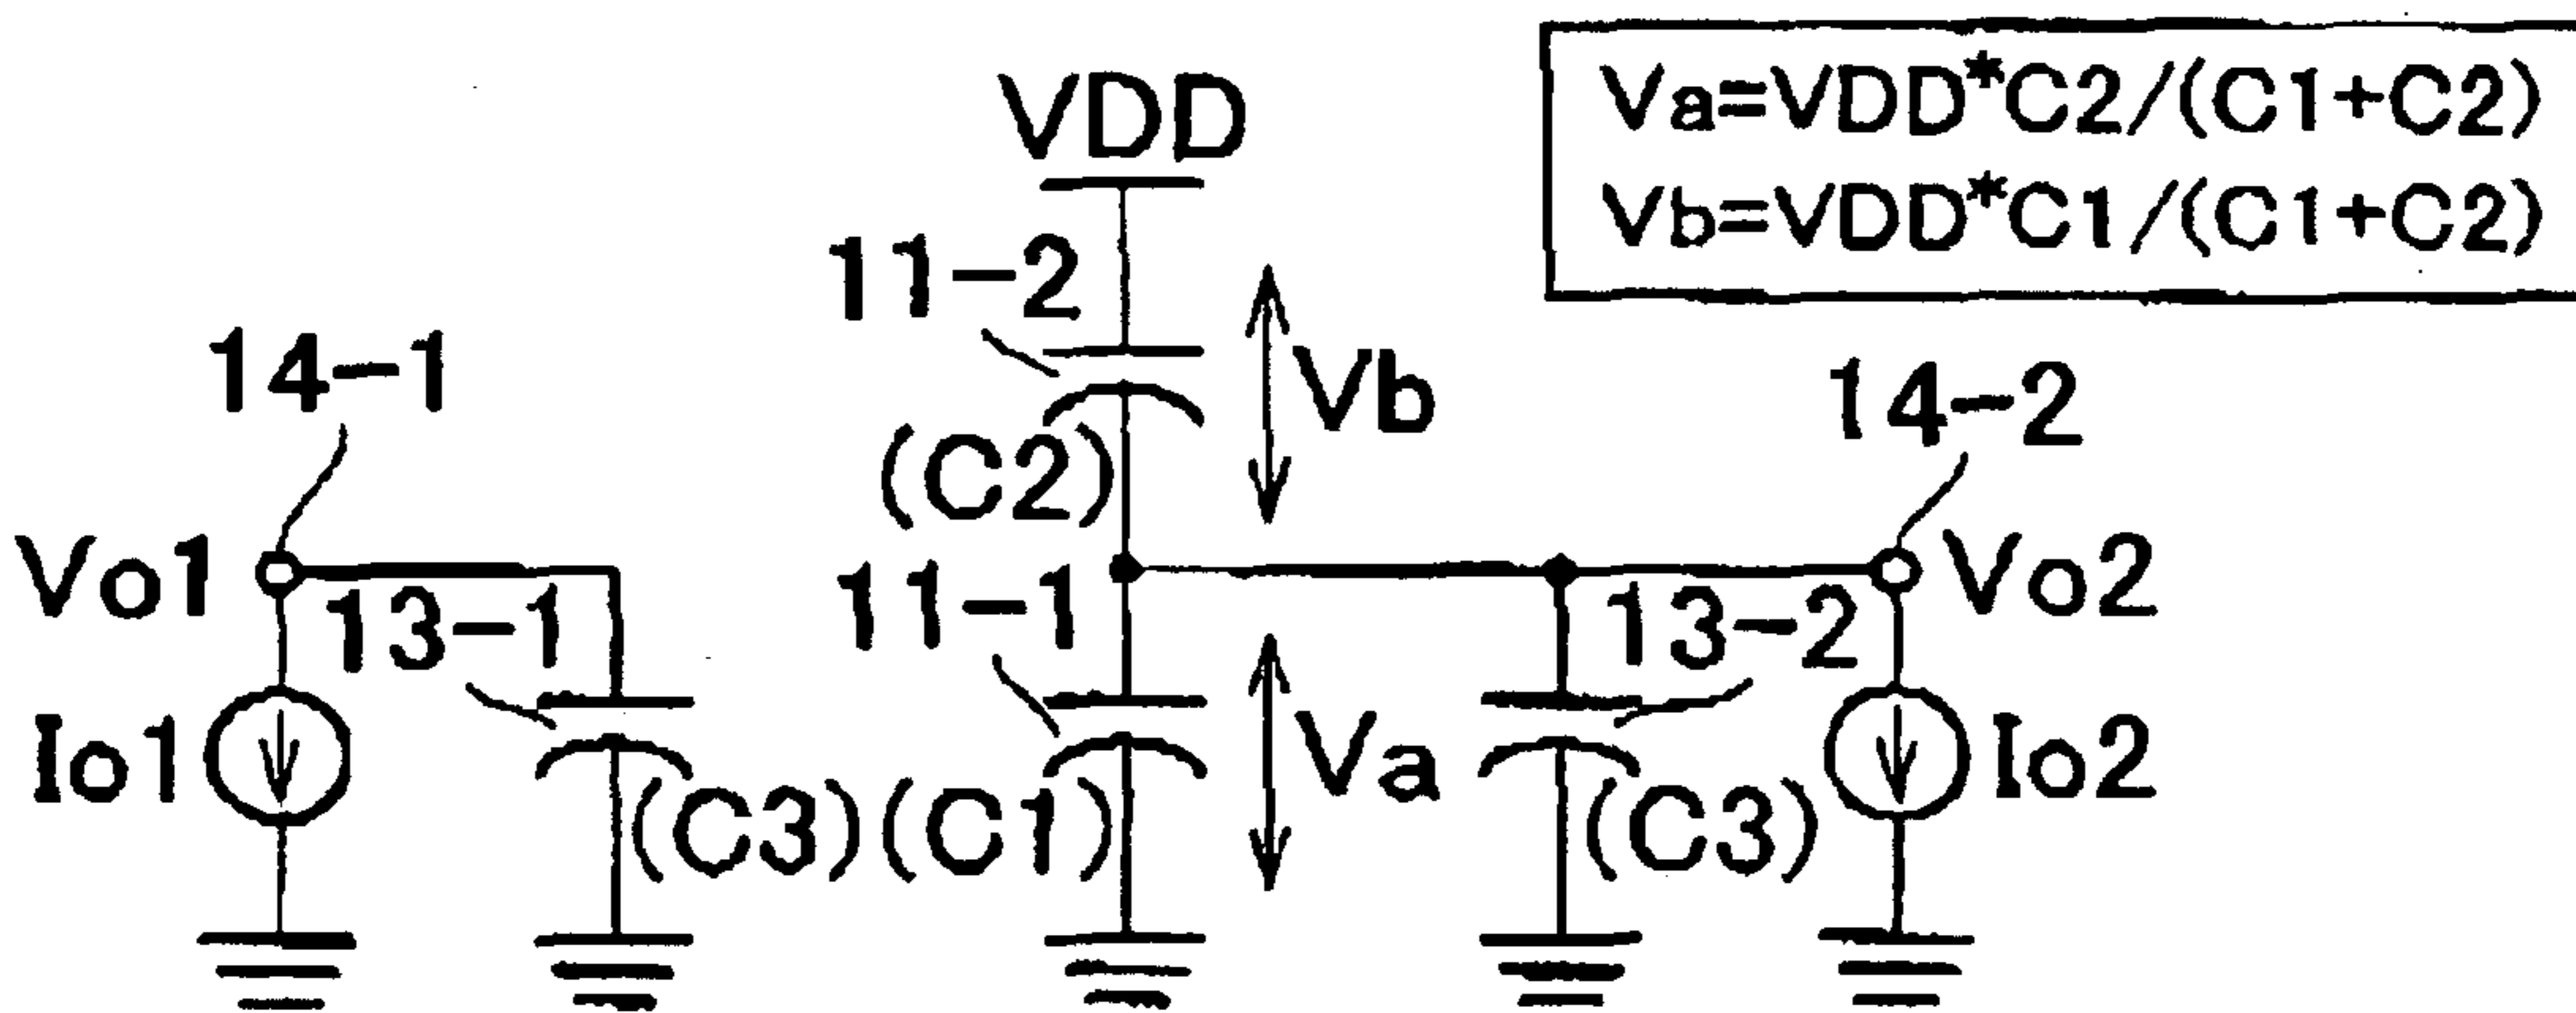 Va=VDD*C2/(C1+C2)
Vb=VDD*C1/(C1+C2)
VDD
11-2
Vb
14-1
14-2
(C2)
Vo1
13-1
11-1
13-2
Vo2
Io1
Va
Io2
(C3)
(C1)
(C3)